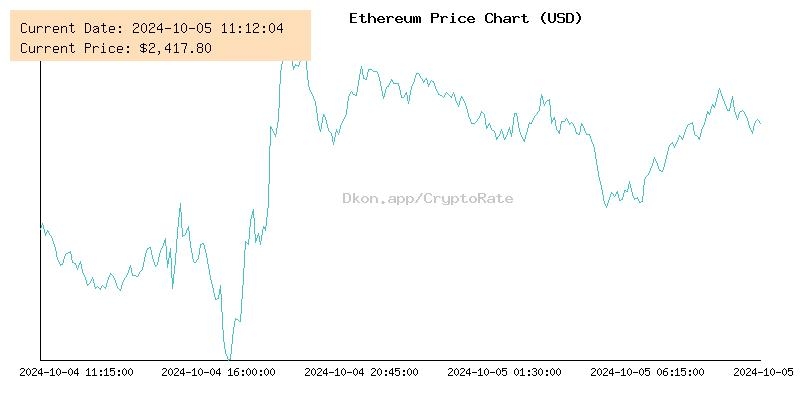 Ethereum Price Chart (USD)
Current Date: 2024-10-05 11:12:04
Current Price: $2,417.80
Dkon.app/CryptoRate
2024-10-04 11:15:00
2024-10-04 16:00:00
2024-10-04 20:45:00
2024-10-05 01:30:00
2024-10-05 06:15:00
2024-10-05